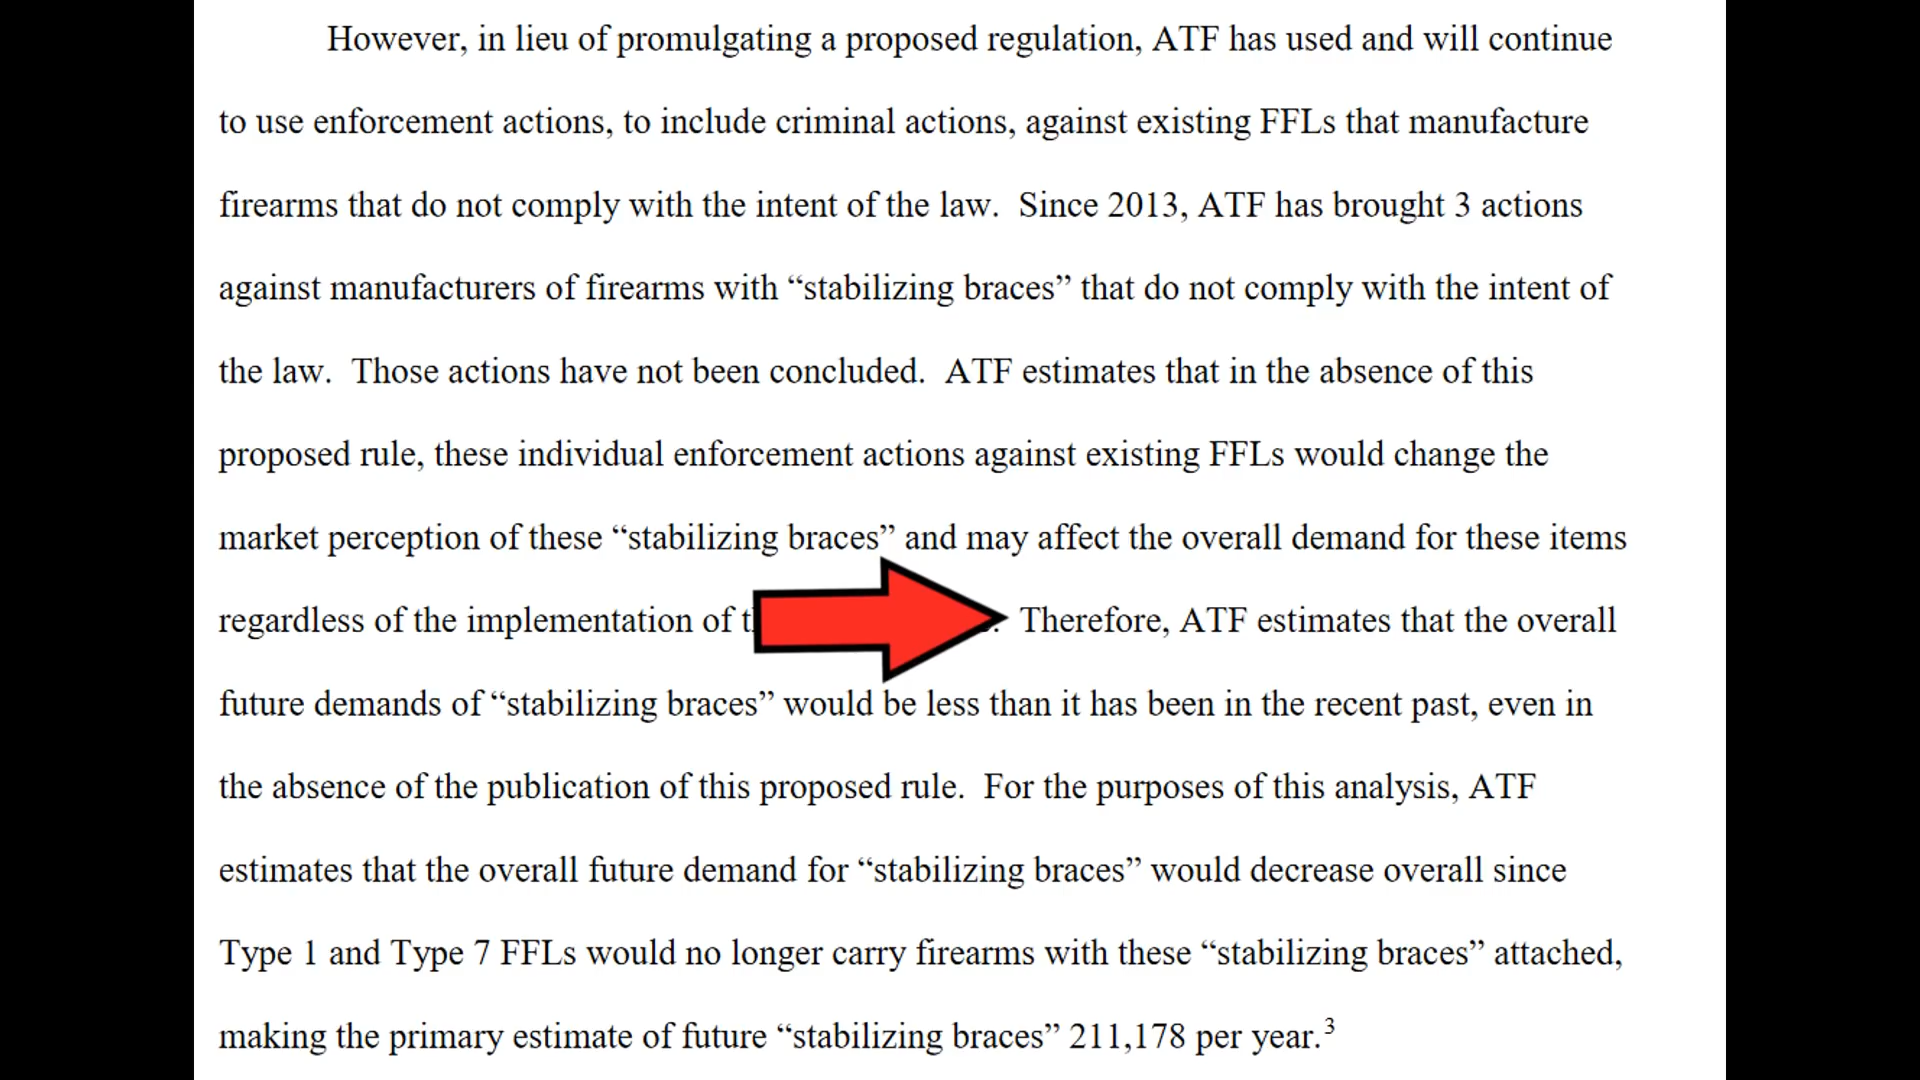 However, in lieu of promulgating a proposed regulation, ATF has used and will continue
to use enforcement actions, to include criminal actions, against existing FFLs that manufacture
firearms that do not comply with the intent of the law.  Since 2013, ATF has brought 3 actions
against manufacturers of firearms with “stabilizing braces” that do not comply with the intent of
the law.  Those actions have not been concluded.  ATF estimates that in the absence of this
proposed rule, these individual enforcement actions against existing FFLs would change the
market perception of these “stabilizing braces” and may affect the overall demand for these items
regardless of the implementation of Therefore, ATF estimates that the overall
future demands of “stabilizing braces” would be less than it has been in the recent past, even in
the absence of the publication of this proposed rule.  For the purposes of this analysis, ATF
estimates that the overall future demand for “stabilizing braces” would decrease overall since
Type 1 and Type 7 FFLs would no longer carry firearms with these “stabilizing braces” attached,
making the primary estimate of future “stabilizing braces” 211,178 per year.³